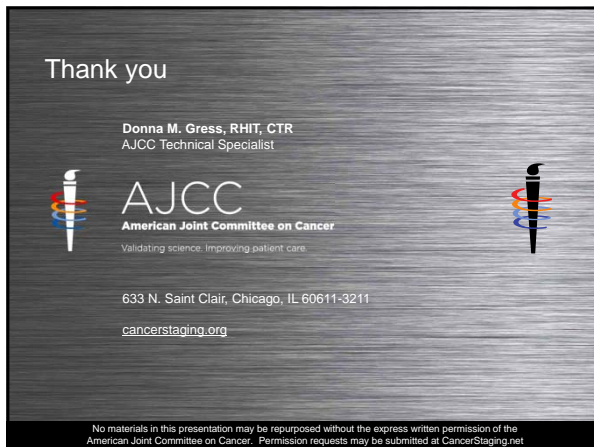 Thank you
Donna M. Gress, RHIT, CTR
AJCC Technical Specialist
AJCC
American Joint Committee on Cancer
Validating science. Improving patient care.
633 N. Saint Clair, Chicago, IL 60611-3211
cancerstaging.org
No materials in this presentation may be repurposed without the express written permission of the
American Joint Committee on Cancer. Permission requests may be submitted at CancerStaging.net